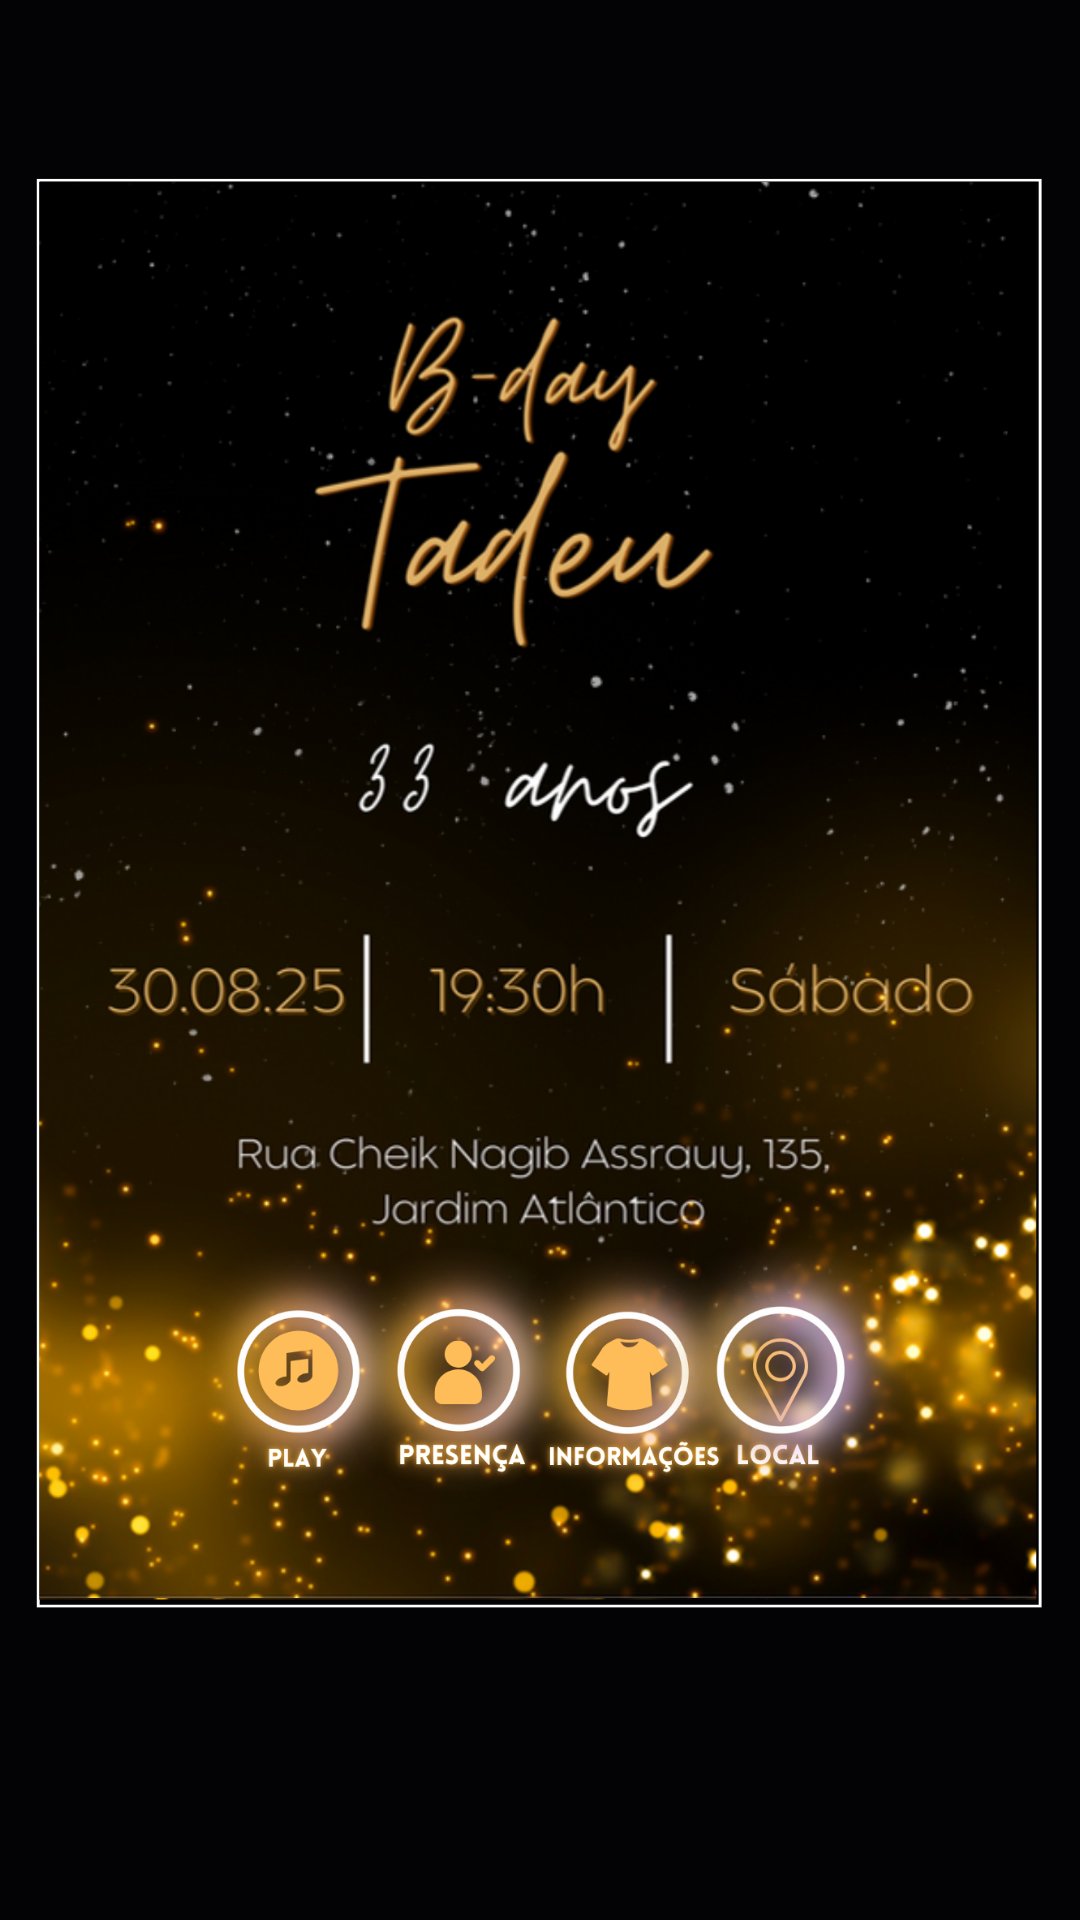 B-day
Tadeu
33 anos
30.08.25 | 19:30h | Sábado
Rua Cheik Nagib Assrauy, 135,
Jardim Atlântico
PLAY PRESENÇA INFORMAÇÕES LOCAL